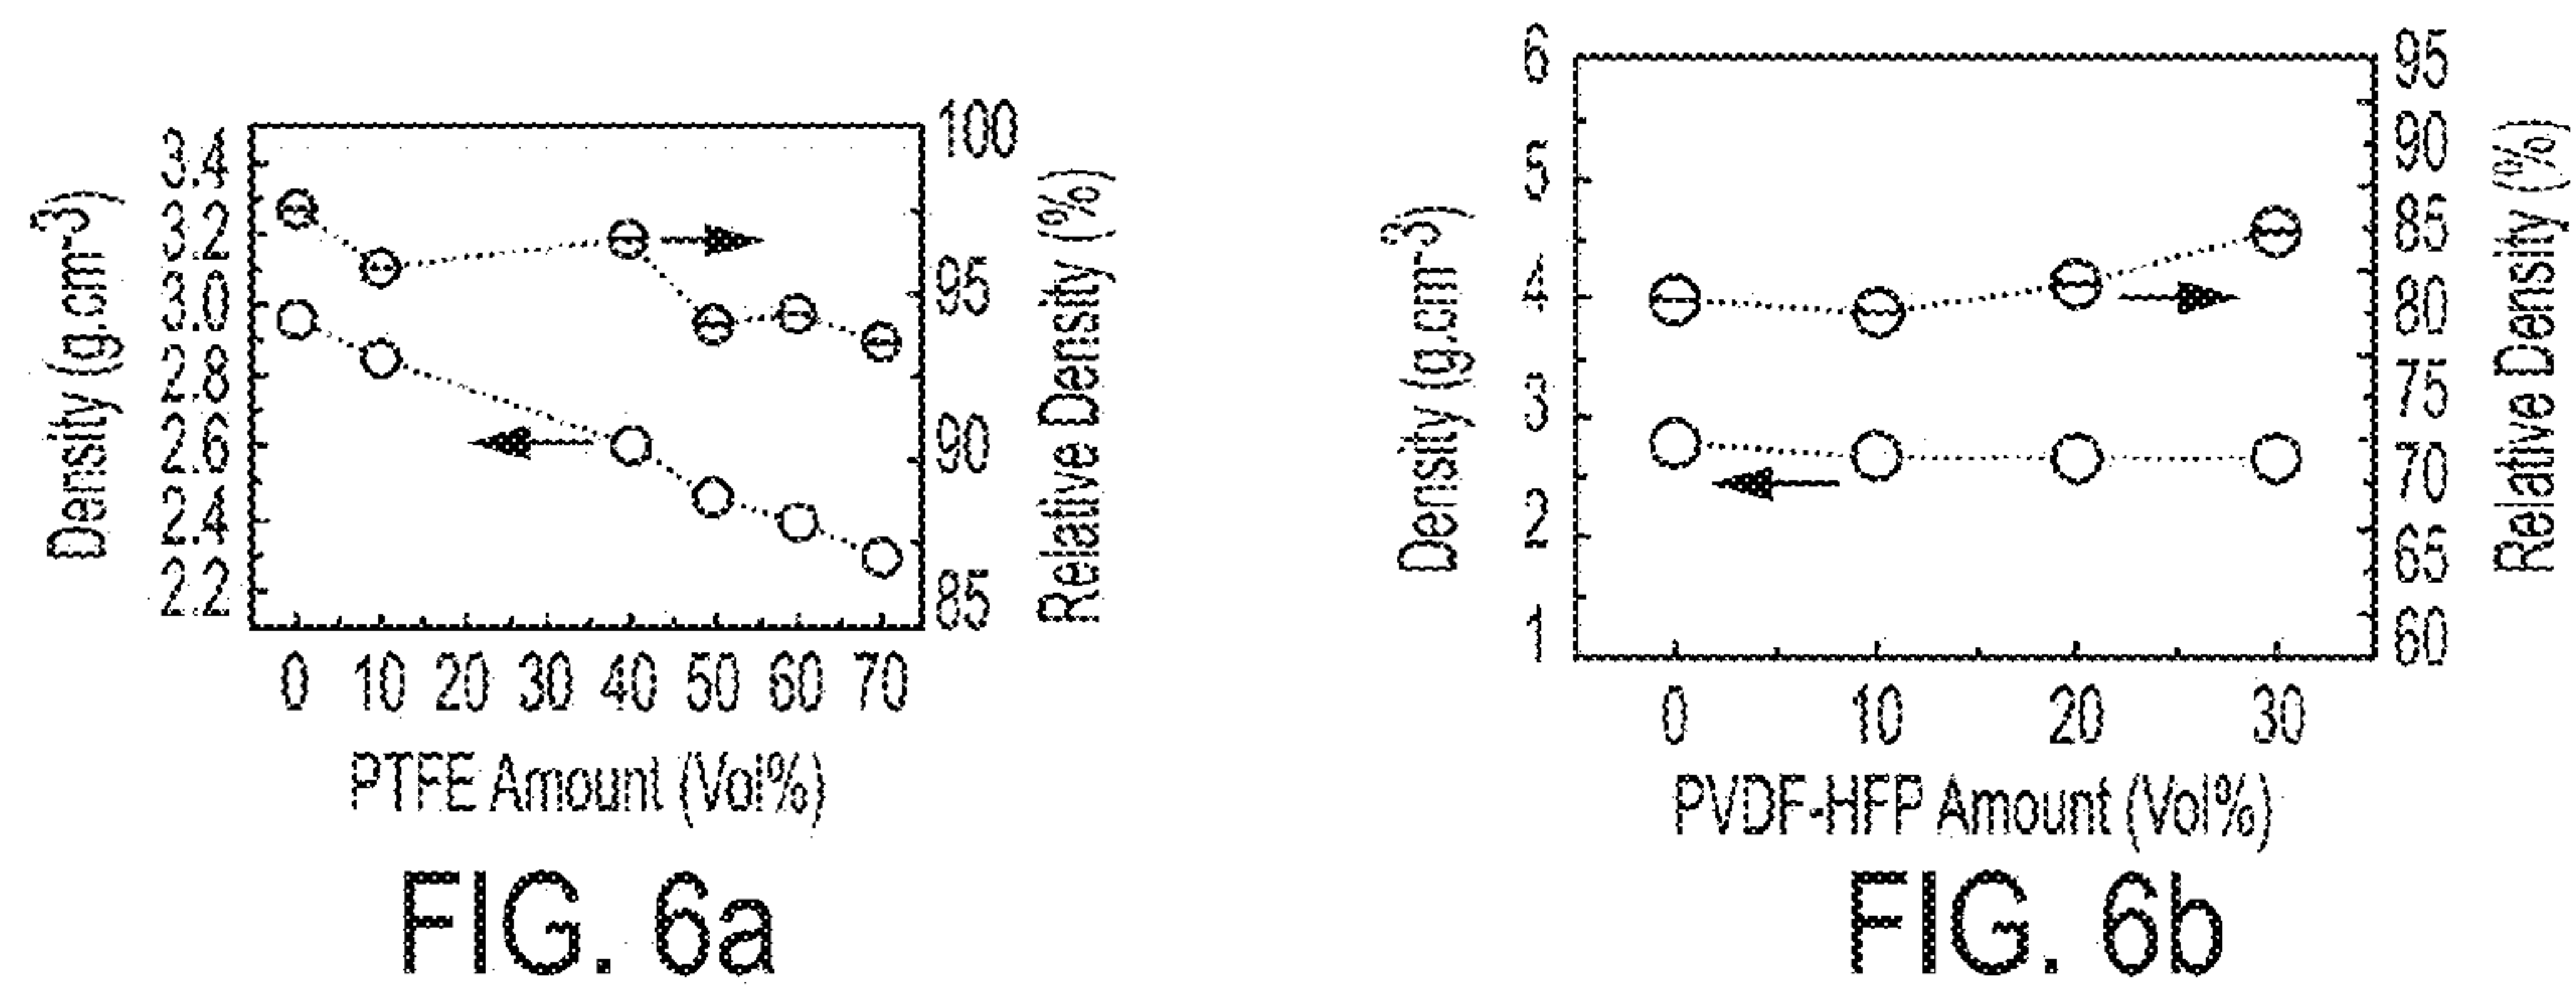 Density (g.cm-3)
3.4
3.2
3.0
2.8
2.6
2.4
2.2
100
95
90
85
Relative Density (%)
0 10 20 30 40 50 60 70
PTFE Amount (Vol%)
FIG. 6a
Density (g.cm-3)
6
5
4
3
2
1
95
90
85
80
75
70
65
60
Relative Density (%)
0 10 20 30
PVDF-HFP Amount (Vol%)
FIG. 6b